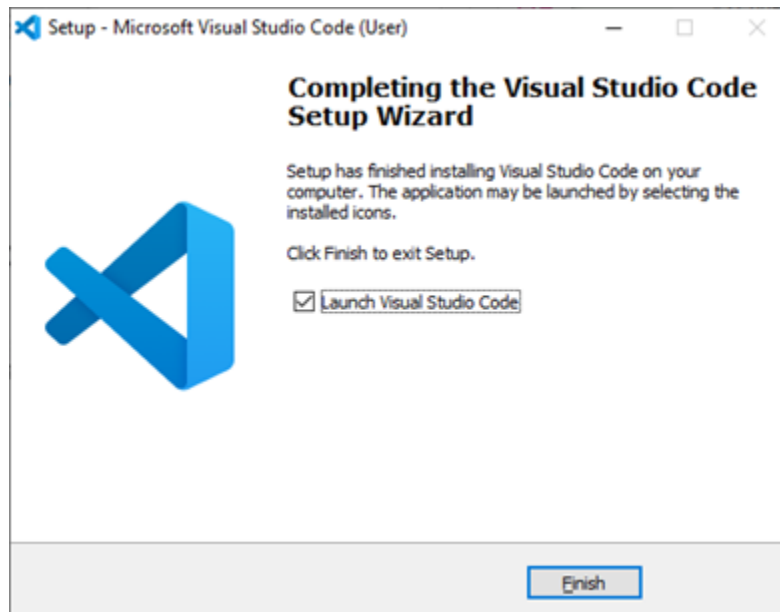 Setup - Microsoft Visual Studio Code (User)
Completing the Visual Studio Code
Setup Wizard
Setup has finished installing Visual Studio Code on your
computer. The application may be launched by selecting the
installed icons.
Click Finish to exit Setup.
Launch Visual Studio Code
Finish